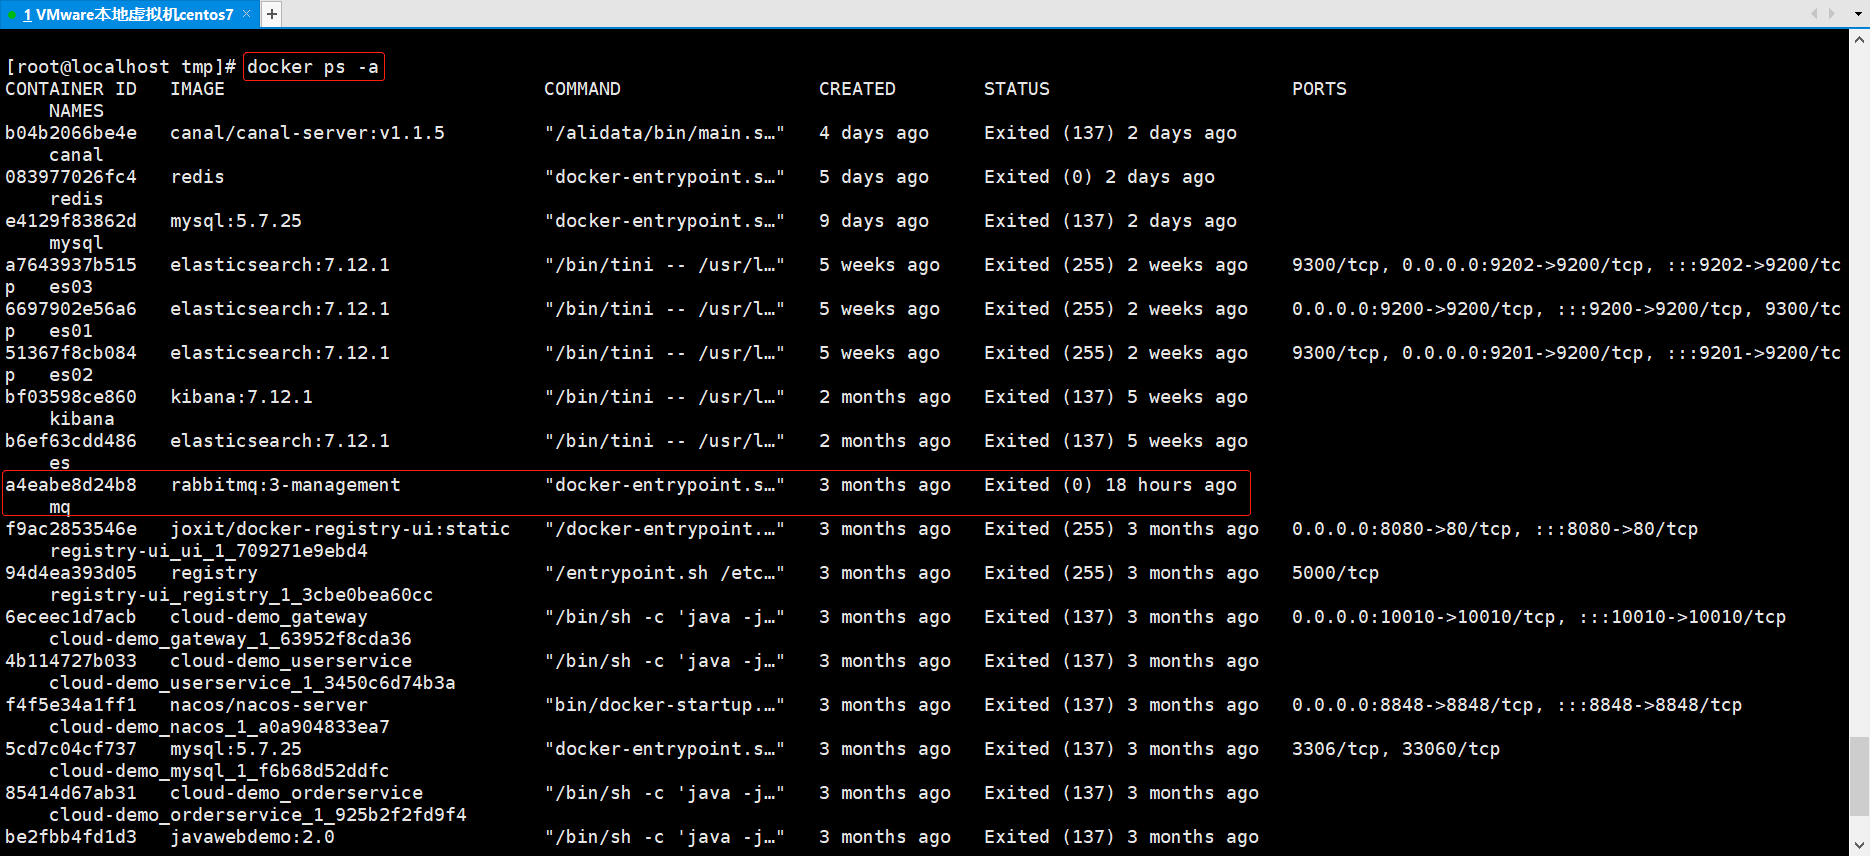 1 VMware本地虚拟机centos7 × +
[root@localhost tmp]# docker ps -a
CONTAINER ID   IMAGE                             COMMAND                  CREATED        STATUS                      PORTS
    NAMES
b04b2066be4e   canal/canal-server:v1.1.5         "/alidata/bin/main.s…"   4 days ago     Exited (137) 2 days ago
    canal
083977026fc4   redis                             "docker-entrypoint.s…"   5 days ago     Exited (0) 2 days ago
    redis
e4129f83862d   mysql:5.7.25                      "docker-entrypoint.s…"   9 days ago     Exited (137) 2 days ago
    mysql
a7643937b515   elasticsearch:7.12.1              "/bin/tini -- /usr/l…"   5 weeks ago    Exited (255) 2 weeks ago    9300/tcp, 0.0.0.0:9202->9200/tcp, :::9202->9200/tc
p   es03
6697902e56a6   elasticsearch:7.12.1              "/bin/tini -- /usr/l…"   5 weeks ago    Exited (255) 2 weeks ago    0.0.0.0:9200->9200/tcp, :::9200->9200/tcp, 9300/tc
p   es01
51367f8cb084   elasticsearch:7.12.1              "/bin/tini -- /usr/l…"   5 weeks ago    Exited (255) 2 weeks ago    9300/tcp, 0.0.0.0:9201->9200/tcp, :::9201->9200/tc
p   es02
bf03598ce860   kibana:7.12.1                     "/bin/tini -- /usr/l…"   2 months ago   Exited (137) 5 weeks ago
    kibana
b6ef63cdd486   elasticsearch:7.12.1              "/bin/tini -- /usr/l…"   2 months ago   Exited (137) 5 weeks ago
    es
a4eabe8d24b8   rabbitmq:3-management             "docker-entrypoint.s…"   3 months ago   Exited (0) 18 hours ago
    mq
f9ac2853546e   joxit/docker-registry-ui:static   "/docker-entrypoint.…"   3 months ago   Exited (255) 3 months ago   0.0.0.0:8080->80/tcp, :::8080->80/tcp
    registry-ui_ui_1_709271e9ebd4
94d4ea393d05   registry                          "/entrypoint.sh /etc…"   3 months ago   Exited (255) 3 months ago   5000/tcp
    registry-ui_registry_1_3cbe0bea60cc
6eceec1d7acb   cloud-demo_gateway                "/bin/sh -c 'java -j…"   3 months ago   Exited (137) 3 months ago   0.0.0.0:10010->10010/tcp, :::10010->10010/tcp
    cloud-demo_gateway_1_63952f8cda36
4b114727b033   cloud-demo_userservice            "/bin/sh -c 'java -j…"   3 months ago   Exited (137) 3 months ago
    cloud-demo_userservice_1_3450c6d74b3a
f4f5e34a1ff1   nacos/nacos-server                "bin/docker-startup.…"   3 months ago   Exited (137) 3 months ago   0.0.0.0:8848->8848/tcp, :::8848->8848/tcp
    cloud-demo_nacos_1_a0a904833ea7
5cd7c04cf737   mysql:5.7.25                      "docker-entrypoint.s…"   3 months ago   Exited (137) 3 months ago   3306/tcp, 33060/tcp
    cloud-demo_mysql_1_f6b68d52ddfc
85414d67ab31   cloud-demo_orderservice           "/bin/sh -c 'java -j…"   3 months ago   Exited (137) 3 months ago
    cloud-demo_orderservice_1_925b2f2fd9f4
be2fbb4fd1d3   javawebdemo:2.0                   "/bin/sh -c 'java -j…"   3 months ago   Exited (137) 3 months ago